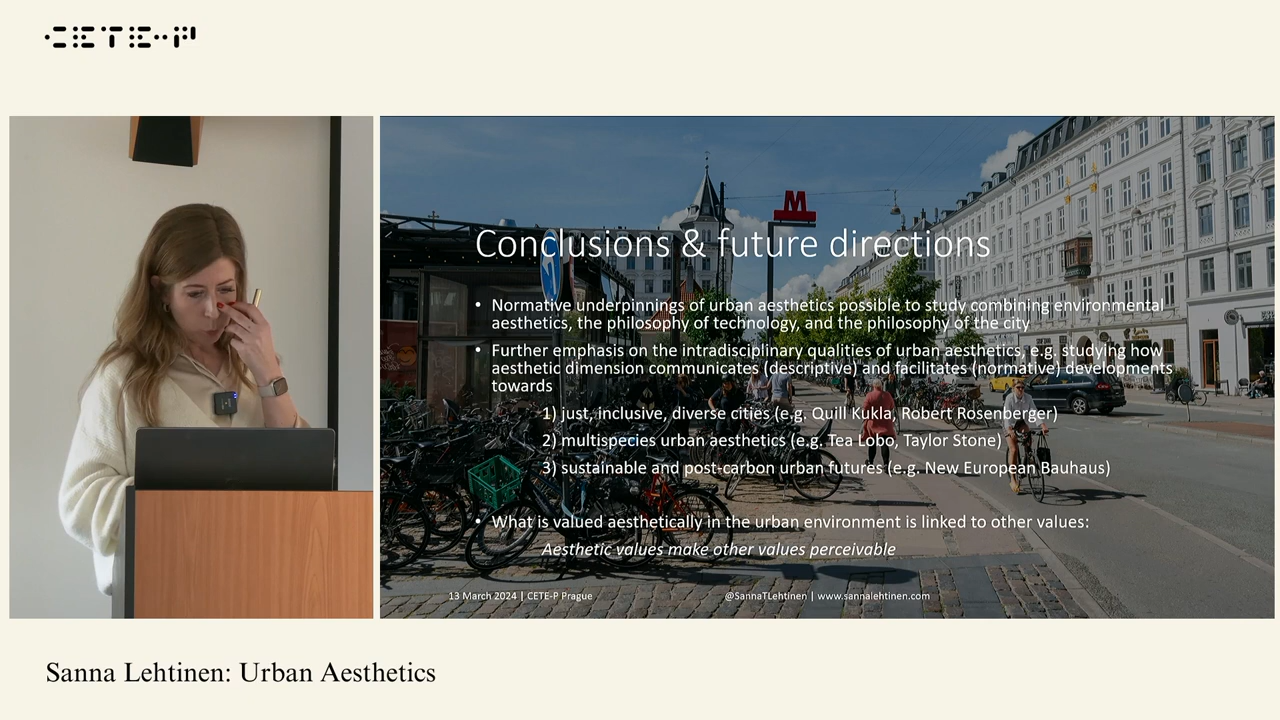 CETE-P
M
Conclusions & future directions
• Normative underpinnings of urban aesthetics possible to study combining environmental
aesthetics, the philosophy of technology, and the philosophy of the city
• Further emphasis on the intradisciplinary qualities of urban aesthetics, e.g. studying how
aesthetic dimension communicates (descriptive) and facilitates (normative) developments
towards
1) just, inclusive, diverse cities (e.g. Quill Kukla, Robert Rosenberger)
2) multispecies urban aesthetics (e.g. Tea Lobo, Taylor Stone)
3) sustainable and post-carbon urban futures (e.g. New European Bauhaus)
• What is valued aesthetically in the urban environment is linked to other values:
Aesthetic values make other values perceivable
13 March 2024 | CETE-P Prague
@SannaTLehtinen | www.sannalehtinen.com
Sanna Lehtinen: Urban Aesthetics